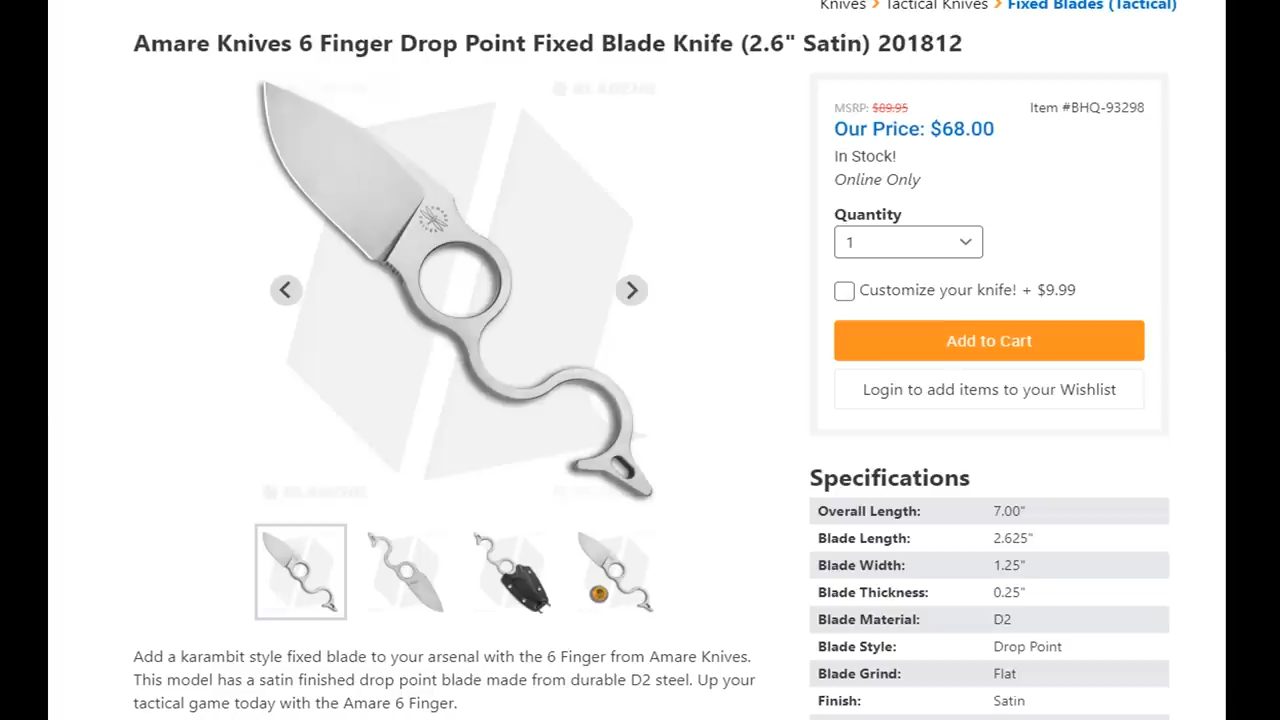 Knives > Tactical Knives > Fixed Blades (Tactical)
Amare Knives 6 Finger Drop Point Fixed Blade Knife (2.6" Satin) 201812
MSRP: $89.95 Item #BHQ-93298
Our Price: $68.00
In Stock!
Online Only
Quantity
1
Customize your knife! + $9.99
Add to Cart
Login to add items to your Wishlist
Specifications
Overall Length: 7.00"
Blade Length: 2.625"
Blade Width: 1.25"
Blade Thickness: 0.25"
Blade Material: D2
Blade Style: Drop Point
Blade Grind: Flat
Finish: Satin
Add a karambit style fixed blade to your arsenal with the 6 Finger from Amare Knives.
This model has a satin finished drop point blade made from durable D2 steel. Up your
tactical game today with the Amare 6 Finger.